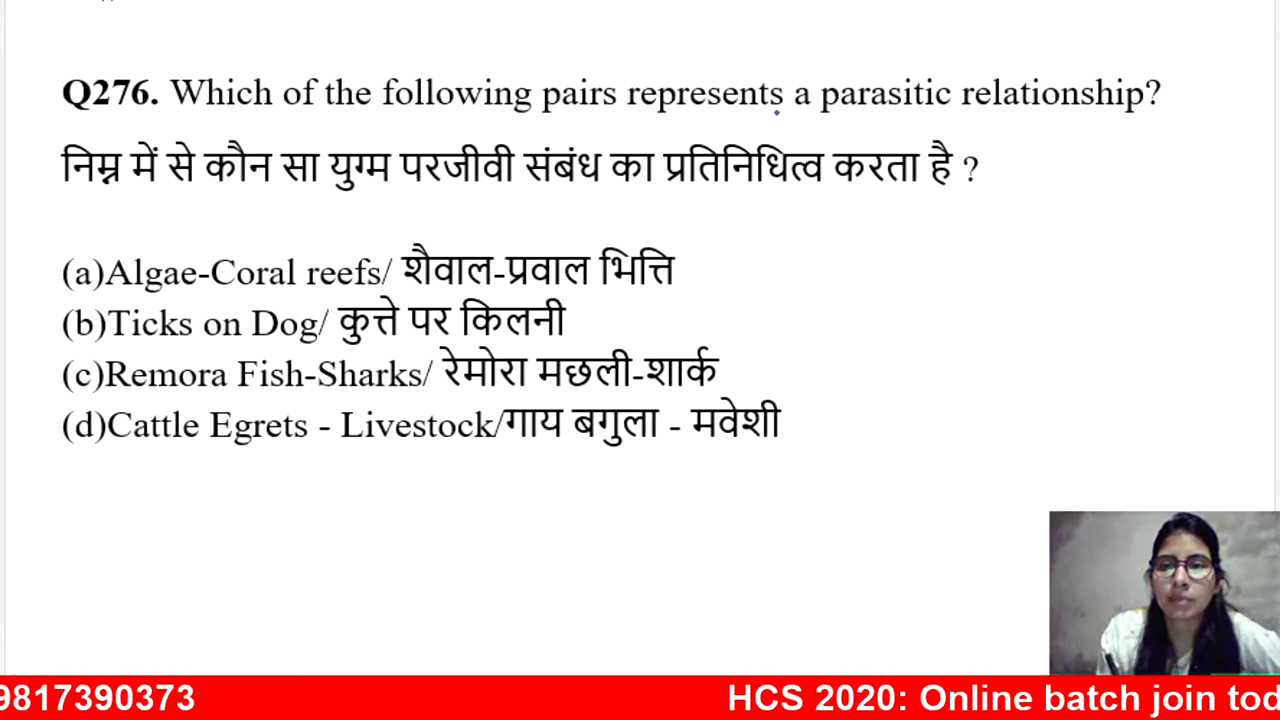 Q276. Which of the following pairs represents a parasitic relationship?
निम्न में से कौन सा युग्म परजीवी संबंध का प्रतिनिधित्व करता है ?
(a)Algae-Coral reefs/ शैवाल-प्रवाल भित्ति
(b)Ticks on Dog/ कुत्ते पर किलनी
(c)Remora Fish-Sharks/ रेमोरा मछली-शार्क
(d)Cattle Egrets - Livestock/गाय बगुला - मवेशी
9817390373 HCS 2020: Online batch join tod